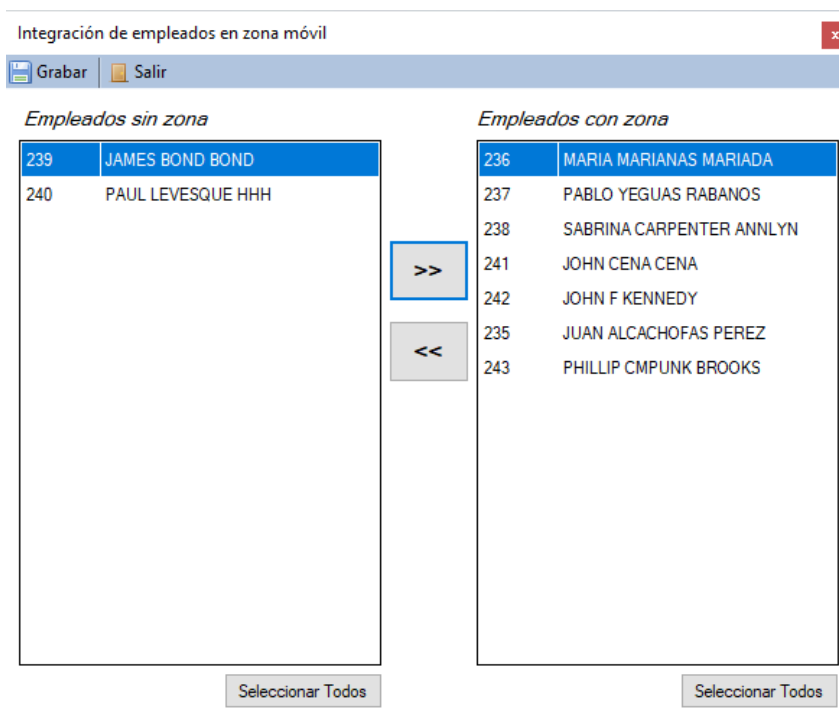 Integración de empleados en zona móvil
x
Grabar Salir
Empleados sin zona
239 JAMES BOND BOND
240 PAUL LEVESQUE HHH
>>
<<
Empleados con zona
236 MARIA MARIANAS MARIADA
237 PABLO YEGUAS RABANOS
238 SABRINA CARPENTER ANNLYN
241 JOHN CENA CENA
242 JOHN F KENNEDY
235 JUAN ALCACHOFAS PEREZ
243 PHILLIP CMPUNK BROOKS
Seleccionar Todos
Seleccionar Todos